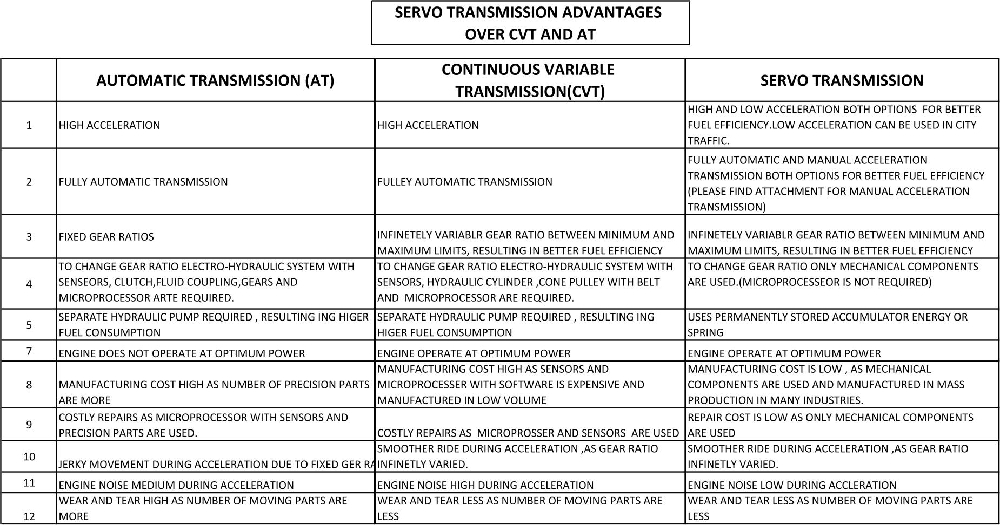 SERVO TRANSMISSION ADVANTAGES
OVER CVT AND AT
AUTOMATIC TRANSMISSION (AT)
CONTINUOUS VARIABLE
TRANSMISSION(CVT)
SERVO TRANSMISSION
1
HIGH ACCELERATION
HIGH ACCELERATION
HIGH AND LOW ACCELERATION BOTH OPTIONS  FOR BETTER
FUEL EFFICIENCY.LOW ACCELERATION CAN BE USED IN CITY
TRAFFIC.
2
FULLY AUTOMATIC TRANSMISSION
FULLEY AUTOMATIC TRANSMISSION
FULLY AUTOMATIC AND MANUAL ACCELERATION
TRANSMISSION BOTH OPTIONS FOR BETTER FUEL EFFICIENCY
(PLEASE FIND ATTACHMENT FOR MANUAL ACCELERATION
TRANSMISSION)
3
FIXED GEAR RATIOS
INFINETELY VARIABLR GEAR RATIO BETWEEN MINIMUM AND
MAXIMUM LIMITS, RESULTING IN BETTER FUEL EFFICIENCY
INFINETELY VARIABLR GEAR RATIO BETWEEN MINIMUM AND
MAXIMUM LIMITS, RESULTING IN BETTER FUEL EFFICIENCY
4
TO CHANGE GEAR RATIO ELECTRO-HYDRAULIC SYSTEM WITH
SENSEORS, CLUTCH,FLUID COUPLING,GEARS AND
MICROPROCESSOR ARTE REQUIRED.
TO CHANGE GEAR RATIO ELECTRO-HYDRAULIC SYSTEM WITH
SENSORS, HYDRAULIC CYLINDER ,CONE PULLEY WITH BELT
AND  MICROPROCESSOR ARE REQUIRED.
TO CHANGE GEAR RATIO ONLY MECHANICAL COMPONENTS
ARE USED.(MICROPROCESSEOR IS NOT REQUIRED)
5
SEPARATE HYDRAULIC PUMP REQUIRED , RESULTING ING HIGER
FUEL CONSUMPTION
SEPARATE HYDRAULIC PUMP REQUIRED , RESULTING ING
HIGER FUEL CONSUMPTION
USES PERMANENTLY STORED ACCUMULATOR ENERGY OR
SPRING
7
ENGINE DOES NOT OPERATE AT OPTIMUM POWER
ENGINE OPERATE AT OPTIMUM POWER
ENGINE OPERATE AT OPTIMUM POWER
8
MANUFACTURING COST HIGH AS NUMBER OF PRECISION PARTS
ARE MORE
MANUFACTURING COST HIGH AS SENSORS AND
MICROPROCESSER WITH SOFTWARE IS EXPENSIVE AND
MANUFACTURED IN LOW VOLUME
MANUFACTURING COST IS LOW , AS MECHANICAL
COMPONENTS ARE USED AND MANUFACTURED IN MASS
PRODUCTION IN MANY INDUSTRIES.
9
COSTLY REPAIRS AS MICROPROCESSOR WITH SENSORS AND
PRECISION PARTS ARE USED.
COSTLY REPAIRS AS  MICROPROSSER AND SENSORS  ARE USED
REPAIR COST IS LOW AS ONLY MECHANICAL COMPONENTS
ARE USED
10
JERKY MOVEMENT DURING ACCELERATION DUE TO FIXED GER RA
SMOOTHER RIDE DURING ACCELERATION ,AS GEAR RATIO
INFINETLY VARIED.
SMOOTHER RIDE DURING ACCELERATION ,AS GEAR RATIO
INFINETLY VARIED.
11
ENGINE NOISE MEDIUM DURING ACCELERATION
ENGINE NOISE HIGH DURING ACCELERATION
ENGINE NOISE LOW DURING ACCLERATION
12
WEAR AND TEAR HIGH AS NUMBER OF MOVING PARTS ARE
MORE
WEAR AND TEAR LESS AS NUMBER OF MOVING PARTS ARE
LESS
WEAR AND TEAR LESS AS NUMBER OF MOVING PARTS ARE
LESS